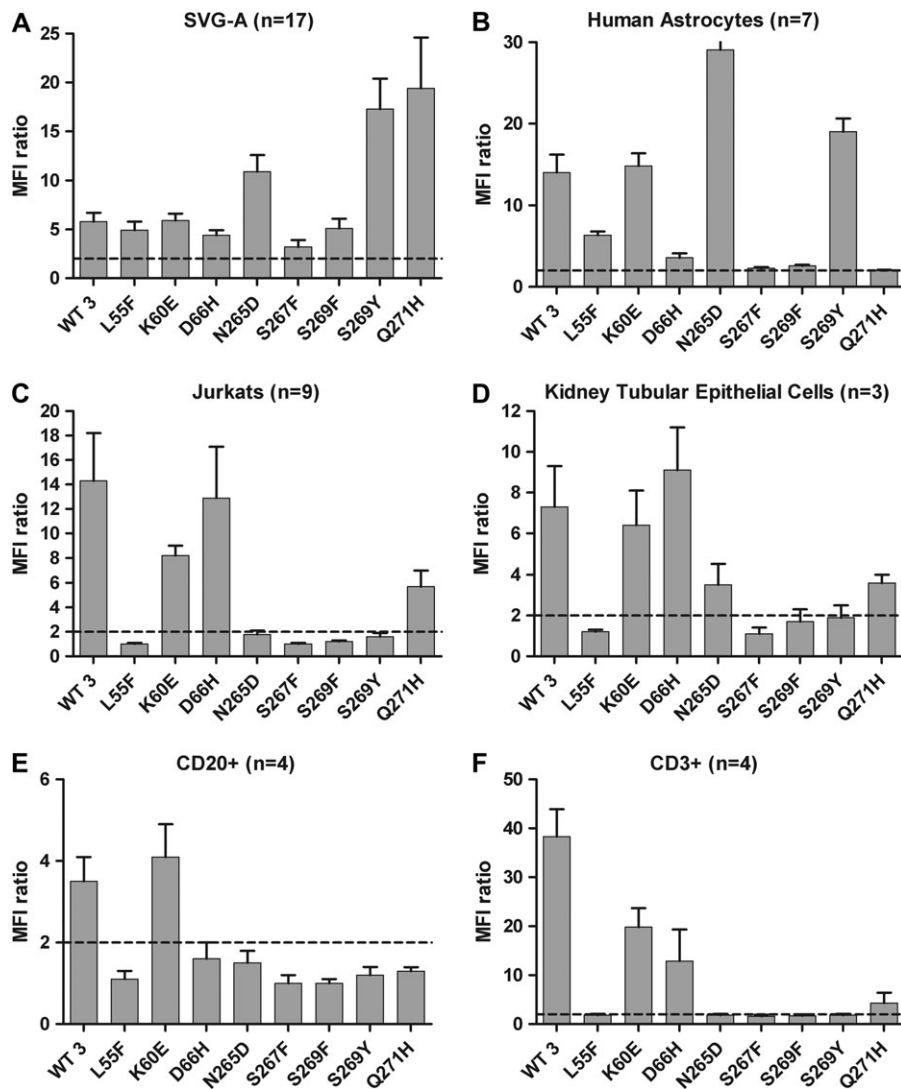 A
SVG-A (n=17)
MFI ratio
25
20
15
10
5
0
WT 3
L55F
K60E
D66H
N265D
S267F
S269F
S269Y
Q271H
B
Human Astrocytes (n=7)
MFI ratio
30
20
10
0
WT 3
L55F
K60E
D66H
N265D
S267F
S269F
S269Y
Q271H
C
Jurkats (n=9)
MFI ratio
20
18
16
14
12
10
8
6
4
2
0
WT 3
L55F
K60E
D66H
N265D
S267F
S269F
S269Y
Q271H
D
Kidney Tubular Epithelial Cells (n=3)
MFI ratio
12
10
8
6
4
2
0
WT 3
L55F
K60E
D66H
N265D
S267F
S269F
S269Y
Q271H
E
CD20+ (n=4)
MFI ratio
6
4
2
0
WT 3
L55F
K60E
D66H
N265D
S267F
S269F
S269Y
Q271H
F
CD3+ (n=4)
MFI ratio
50
40
30
20
10
0
WT 3
L55F
K60E
D66H
N265D
S267F
S269F
S269Y
Q271H